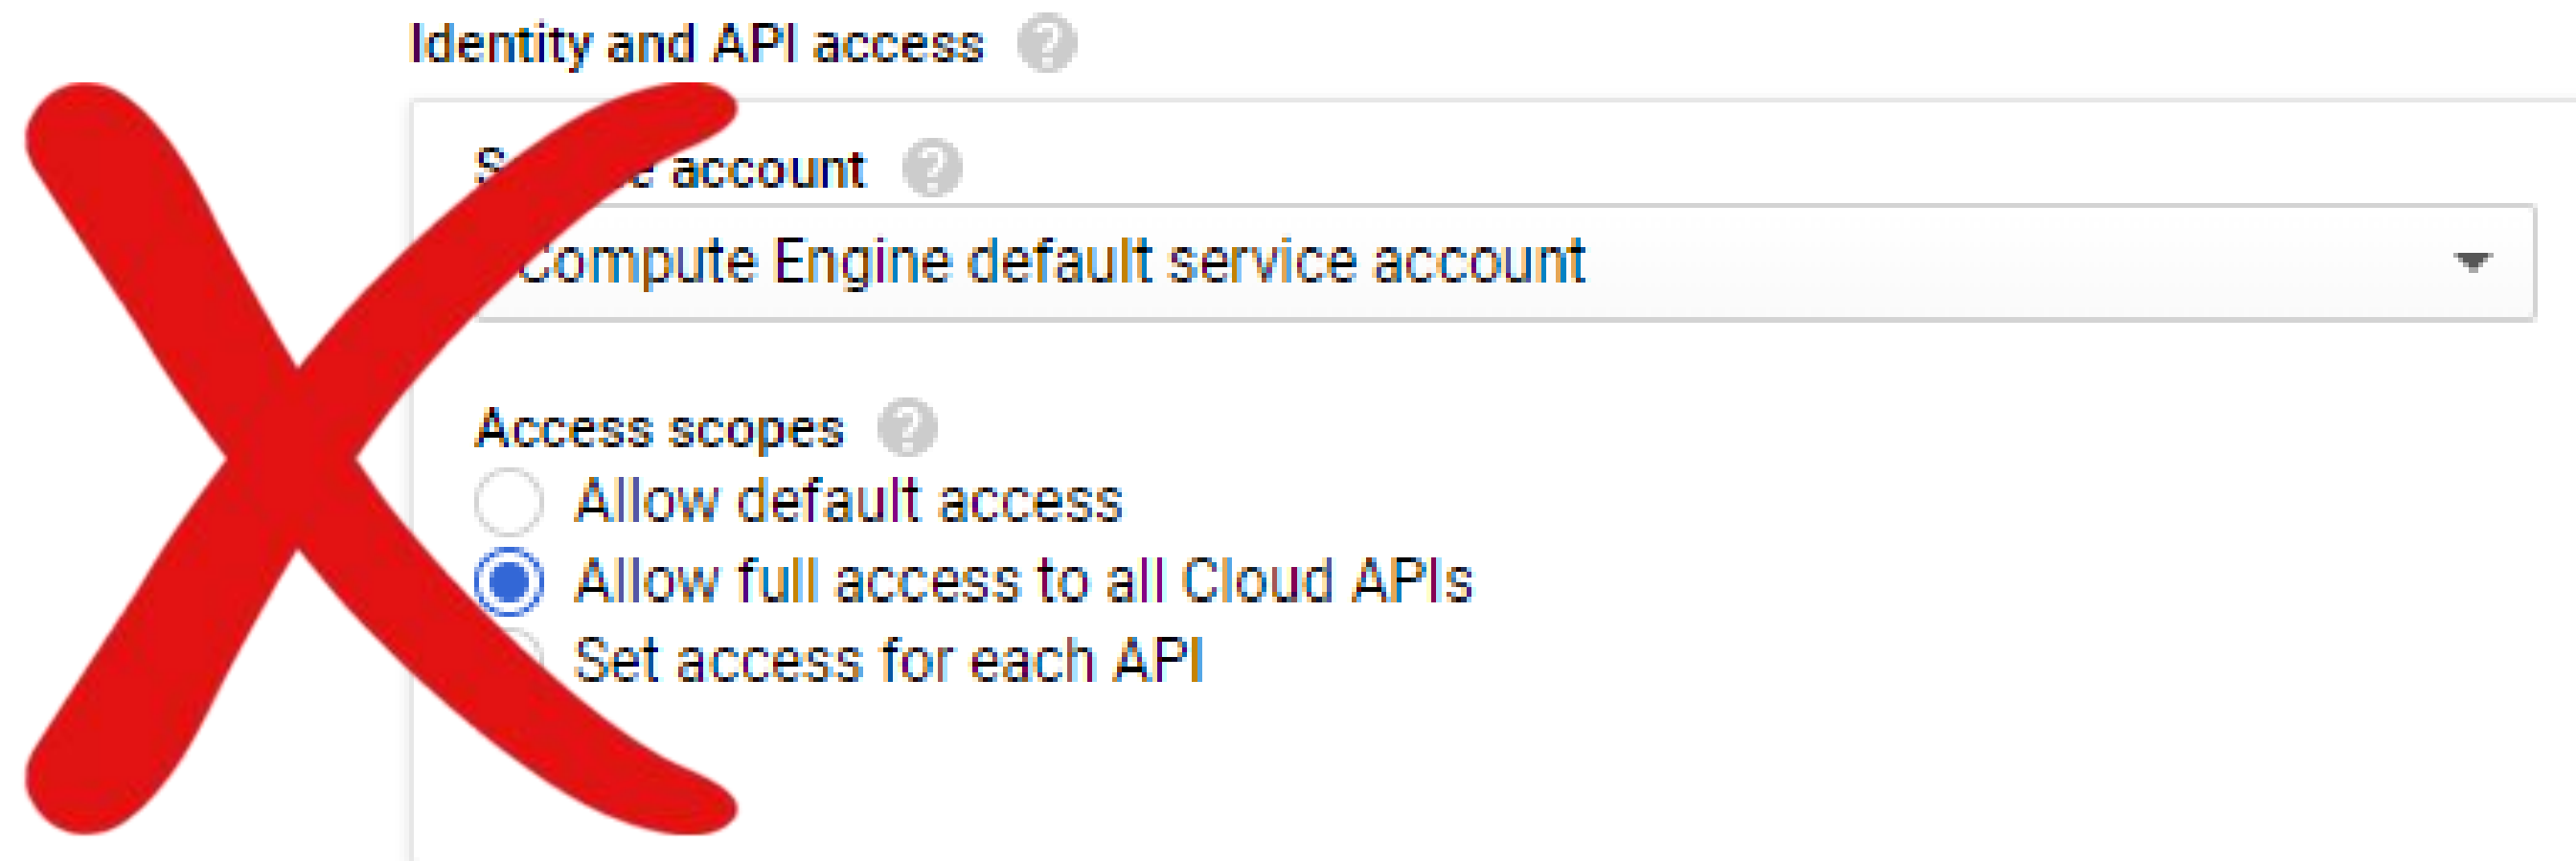 Identity and API access
Service account
Compute Engine default service account
Access scopes
Allow default access
Allow full access to all Cloud APIs
Set access for each API